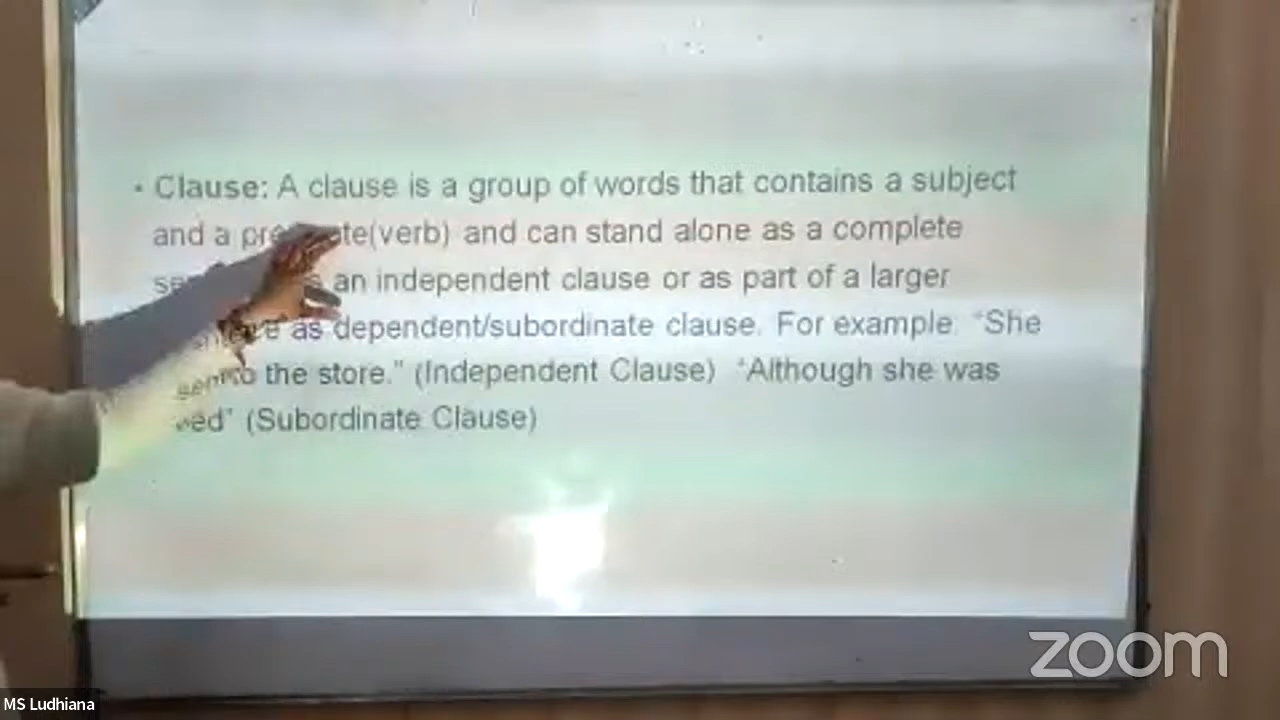 • Clause: A clause is a group of words that contains a subject
and a (verb) and can stand alone as a complete
an independent clause or as part of a larger
as dependent/subordinate clause. For example "She
the store." (Independent Clause) "Although she was
(Subordinate Clause)
zoom
MS Ludhiana